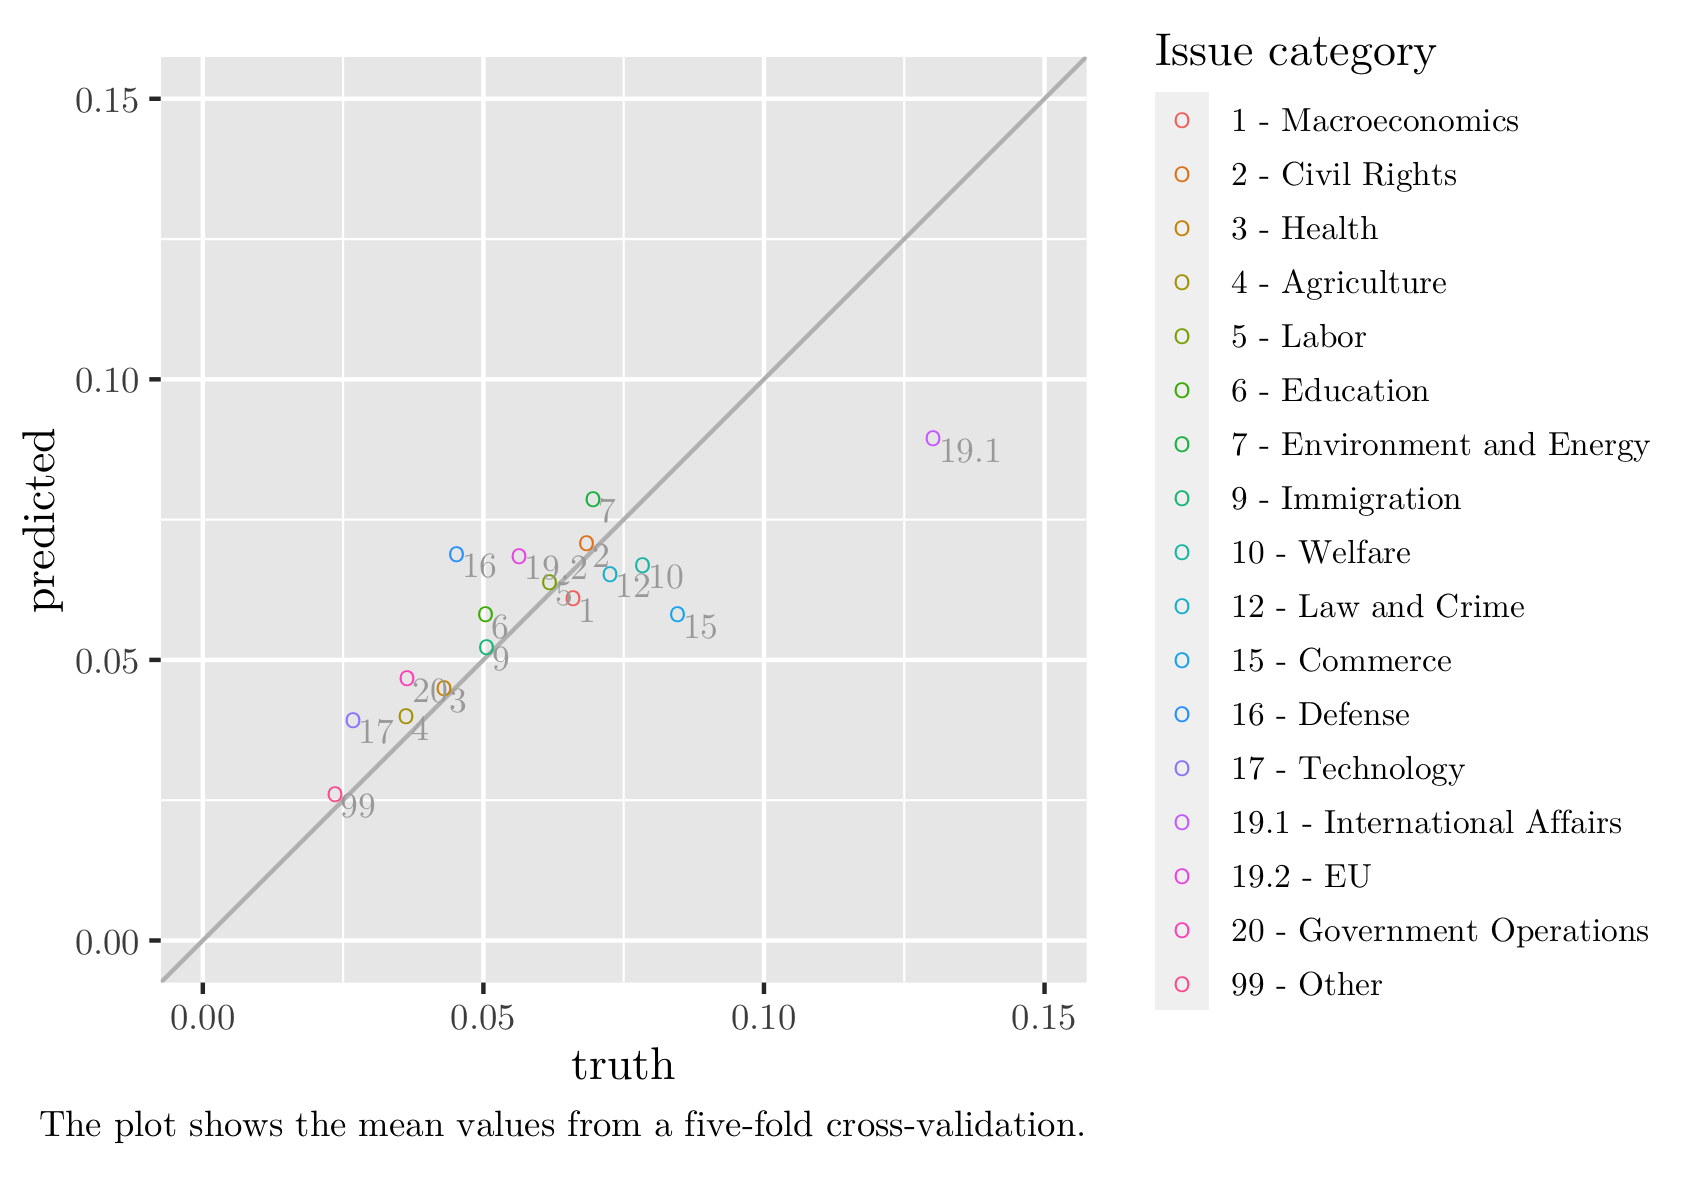 Issue category
1 - Macroeconomics
2 - Civil Rights
3 - Health
4 - Agriculture
5 - Labor
6 - Education
7 - Environment and Energy
9 - Immigration
10 - Welfare
12 - Law and Crime
15 - Commerce
16 - Defense
17 - Technology
19.1 - International Affairs
19.2 - EU
20 - Government Operations
99 - Other
predicted
0.15
0.10
0.05
0.00
19.1
7
2
16
19.2
10
12
5
1
6
15
9
20
3
17
4
99
0.00 0.05 0.10 0.15
truth
The plot shows the mean values from a five-fold cross-validation.